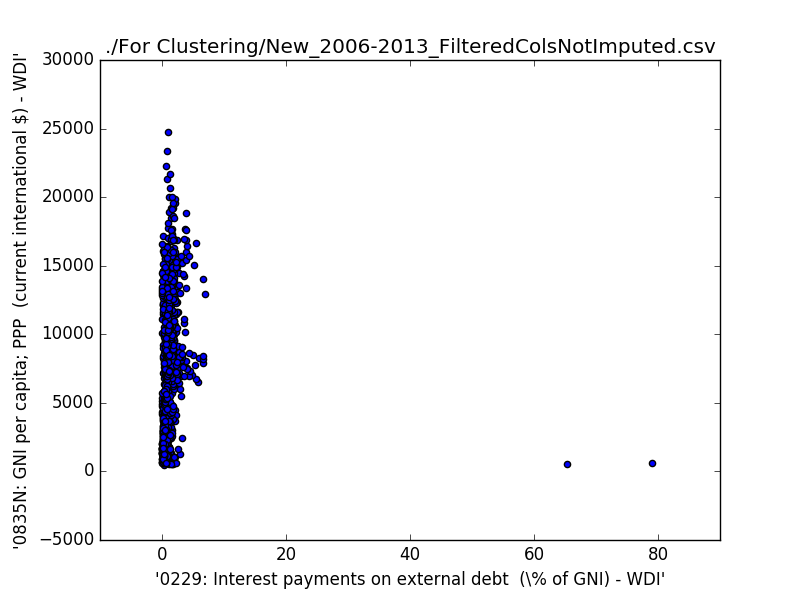 ./For Clustering/New_2006-2013_FilteredColsNotImputed.csv
30000
25000
20000
15000
10000
5000
0
−5000
0 20 40 60 80
'0835N: GNI per capita; PPP  (current international $) - WDI'
'0229: Interest payments on external debt  (\% of GNI) - WDI'